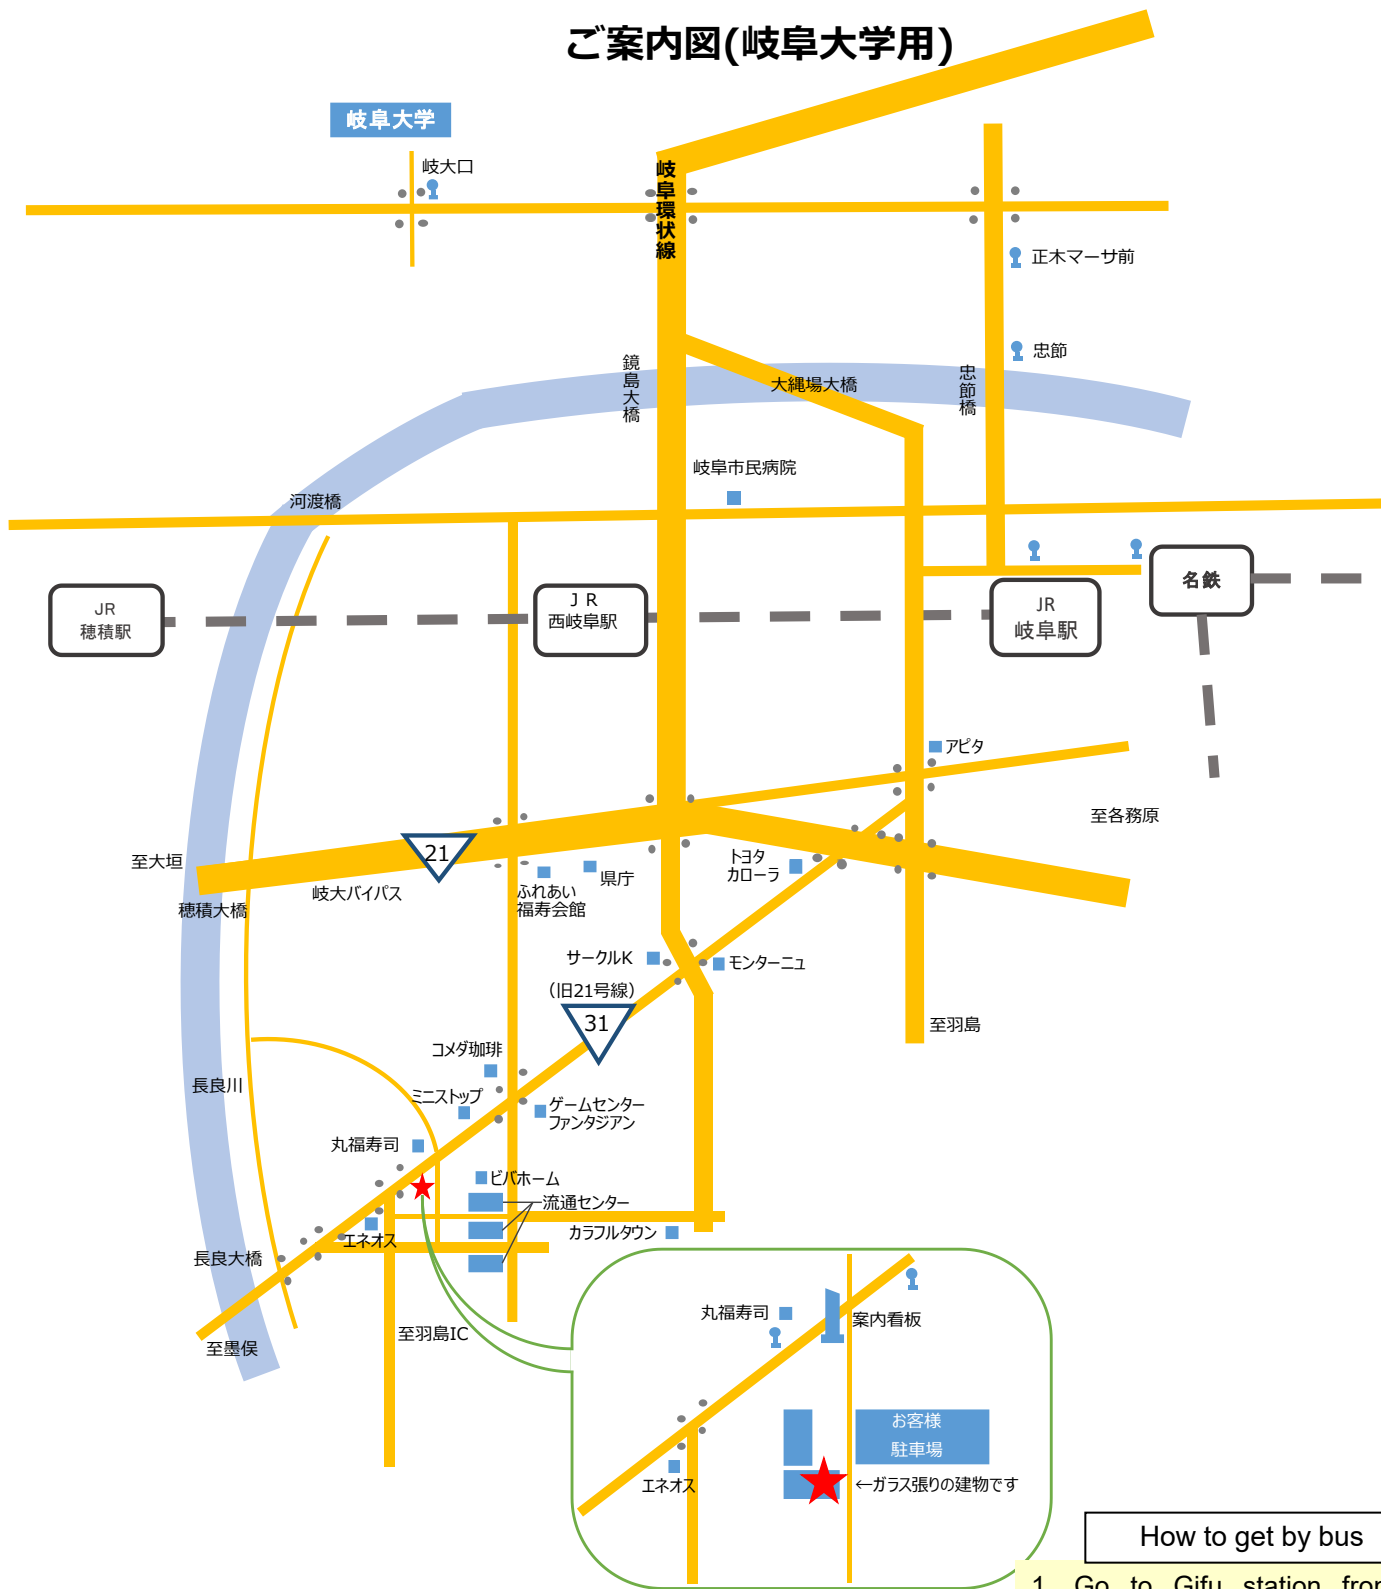 ご案内図(岐阜大学用)
岐阜大学
岐大口
岐阜環状線
正木マーサ前
忠節
鏡島大橋
大縄場大橋
忠節橋
岐阜市民病院
河渡橋
JR
穂積駅
ＪＲ
西岐阜駅
JR
岐阜駅
名鉄
アピタ
至各務原
至大垣
21
トヨタ
カローラ
県庁
岐大バイパス
ふれあい
福寿会館
穂積大橋
サークルK
モンターニュ
(旧21号線)
31
至羽島
コメダ珈琲
長良川
ミニストップ
ゲームセンター
ファンタジアン
丸福寿司
ビバホーム
流通センター
エネオス
カラフルタウン
長良大橋
至墨俣
至羽島IC
丸福寿司
案内看板
お客様
駐車場
エネオス
←ガラス張りの建物です
How to get by bus
1. Go to Gifu station from